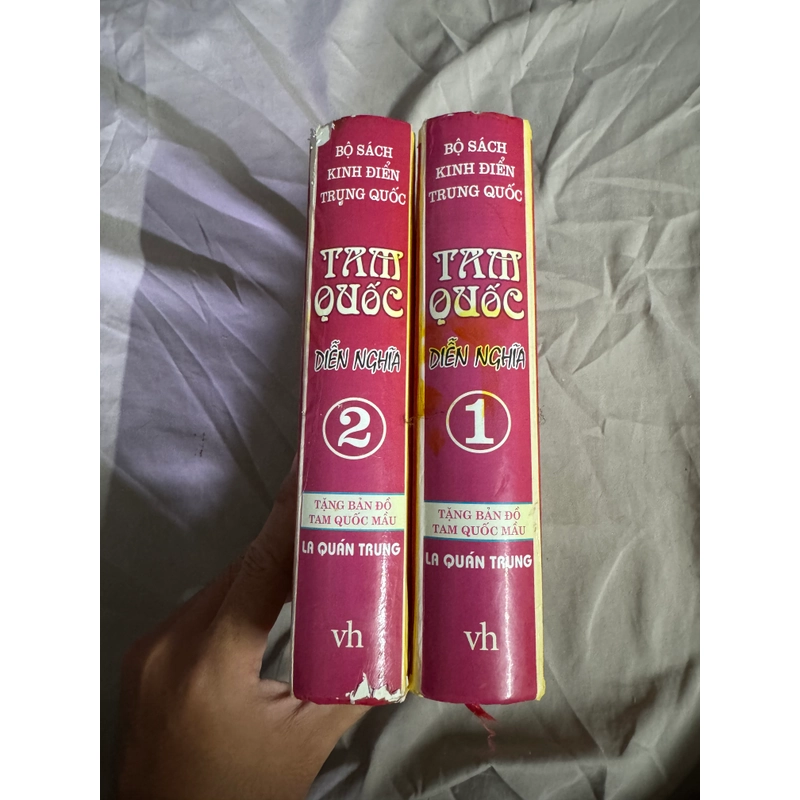 BỘ SÁCH
KINH ĐIỂN
TRUNG QUỐC
TAM
QUỐC
DIỄN NGHĨA
2
TẶNG BẢN ĐỒ
TAM QUỐC MẦU
LA QUÁN TRUNG
vh
BỘ SÁCH
KINH ĐIỂN
TRUNG QUỐC
TAM
QUỐC
DIỄN NGHĨA
1
TẶNG BẢN ĐỒ
TAM QUỐC MẦU
LA QUÁN TRUNG
vh